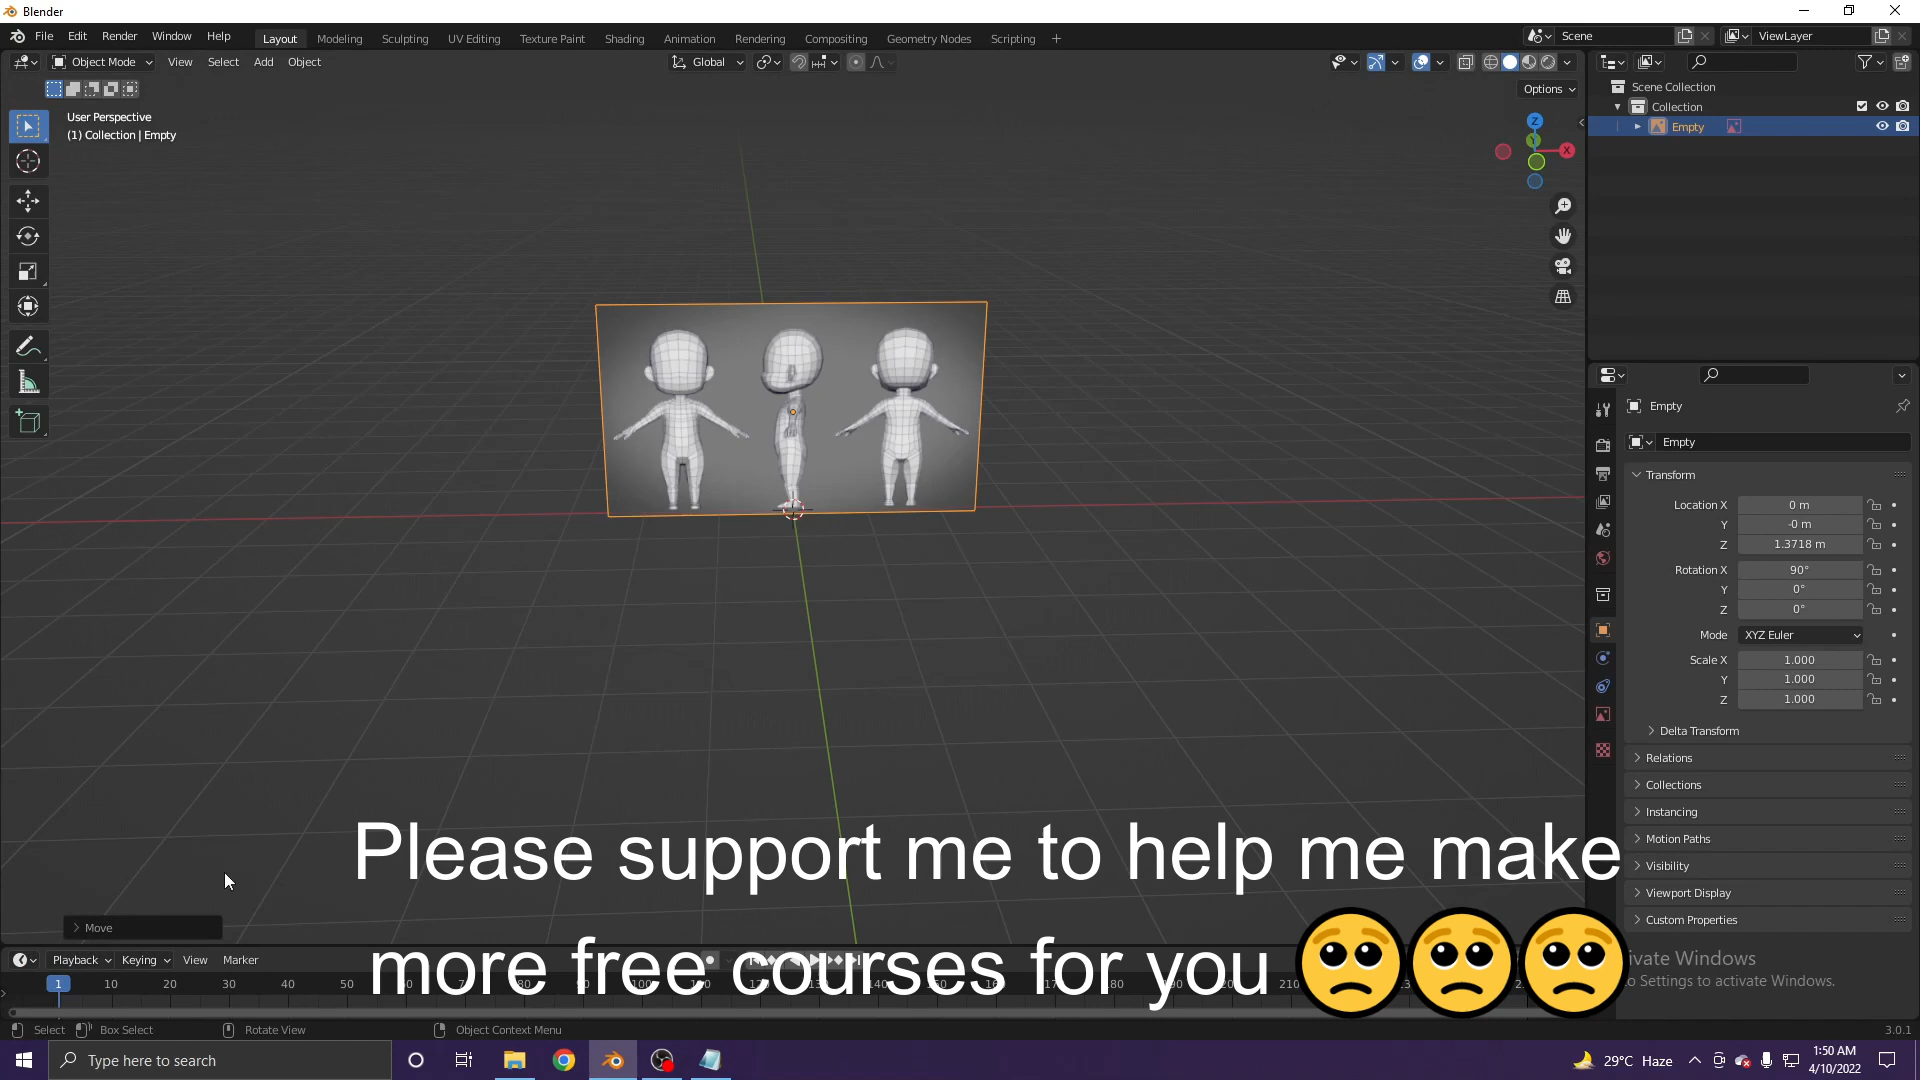 Blender
File Edit Render Window Help
Layout Modeling Sculpting UV Editing Texture Paint Shading Animation Rendering Compositing Geometry Nodes Scripting +
Scene
ViewLayer
Object Mode View Select Add Object
Global
Options
User Perspective
(1) Collection | Empty
Z
Y
X
Scene Collection
Collection
Empty
Empty
Empty
Transform
Location X 0 m
Y -0 m
Z 1.3718 m
Rotation X 90°
Y 0°
Z 0°
Mode XYZ Euler
Scale X 1.000
Y 1.000
Z 1.000
Delta Transform
Relations
Collections
Instancing
Motion Paths
Visibility
Viewport Display
Custom Properties
Please support me to help me make
more free courses for you 🥺🥺🥺
Move
Playback Keying View Marker
1 10 20 30 40 50
vate Windows
o Settings to activate Windows.
Select Box Select Rotate View Object Context Menu
3.0.1
Type here to search
29°C Haze
1:50 AM
4/10/2022